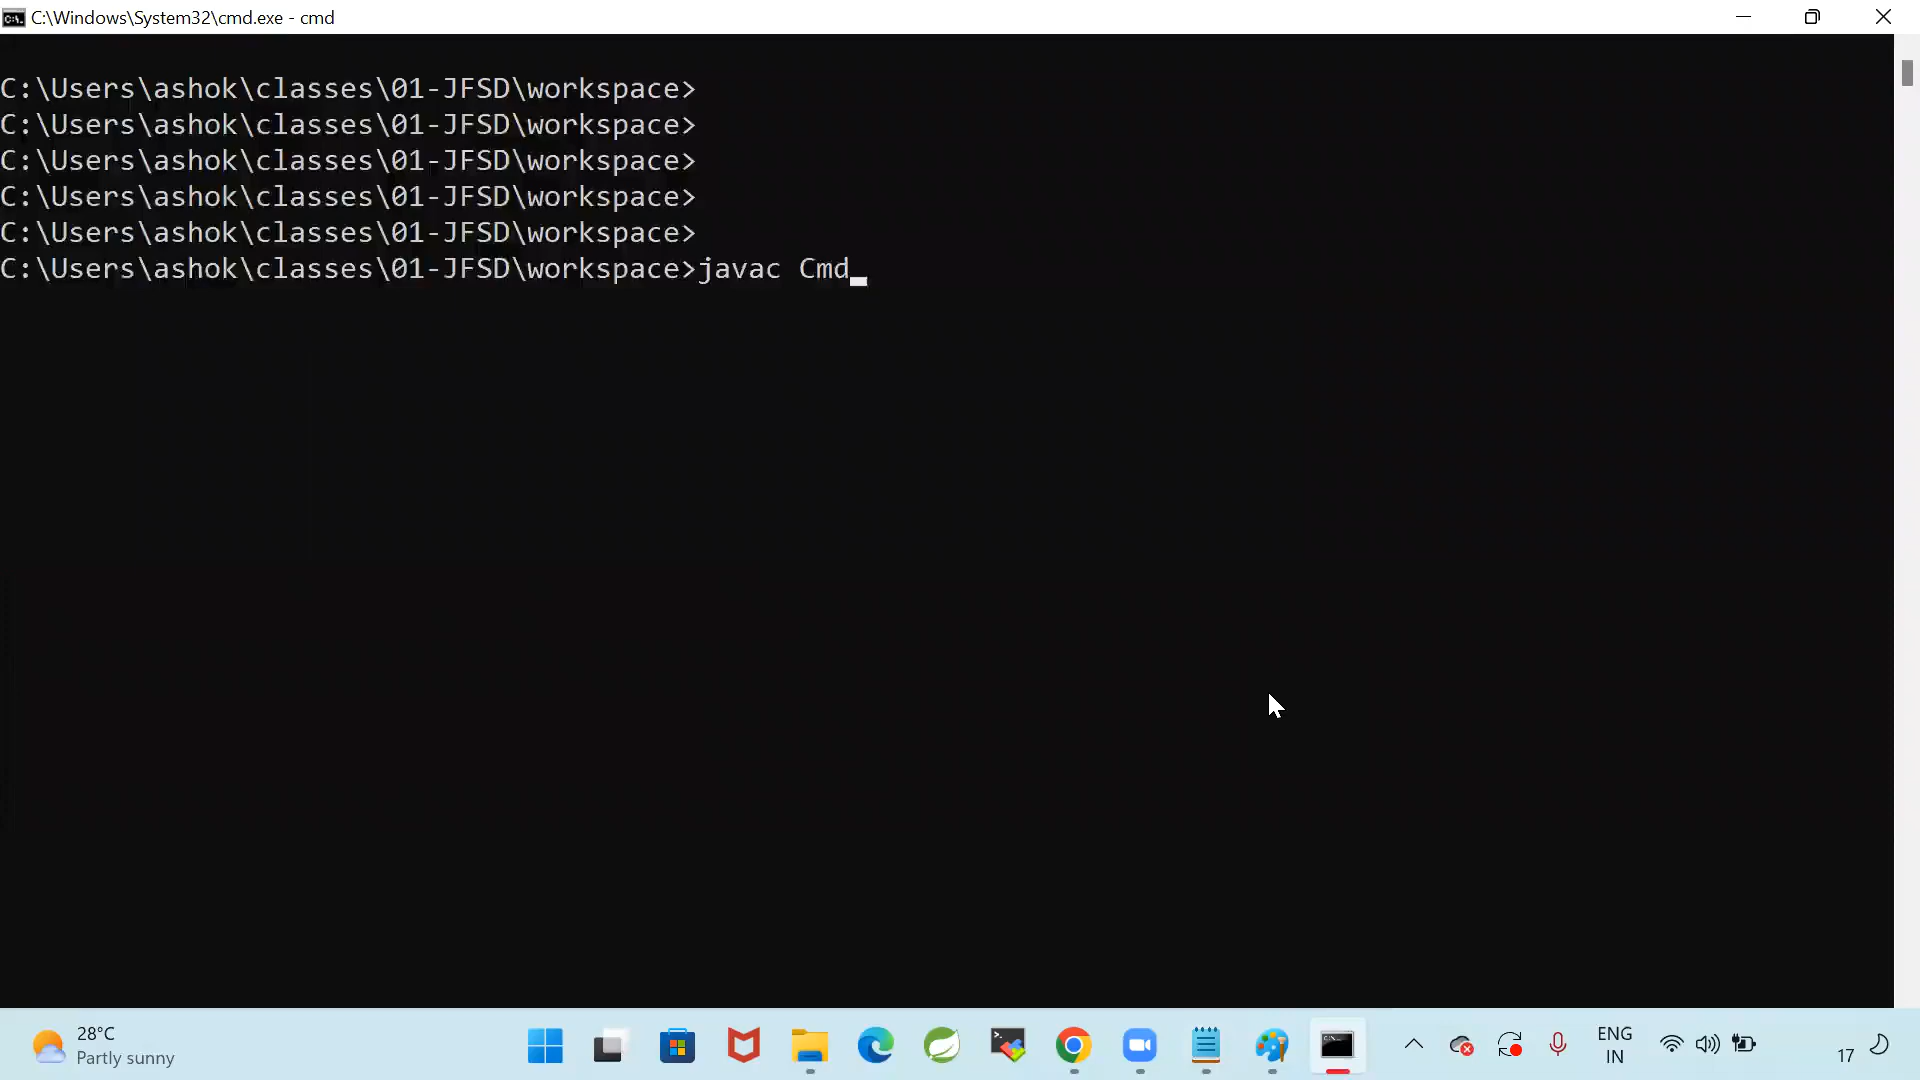 C:\Windows\System32\cmd.exe - cmd
C:\Users\ashok\classes\01-JFSD\workspace>
C:\Users\ashok\classes\01-JFSD\workspace>
C:\Users\ashok\classes\01-JFSD\workspace>
C:\Users\ashok\classes\01-JFSD\workspace>
C:\Users\ashok\classes\01-JFSD\workspace>
C:\Users\ashok\classes\01-JFSD\workspace>javac Cmd
28°C
Partly sunny
ENG
IN
17